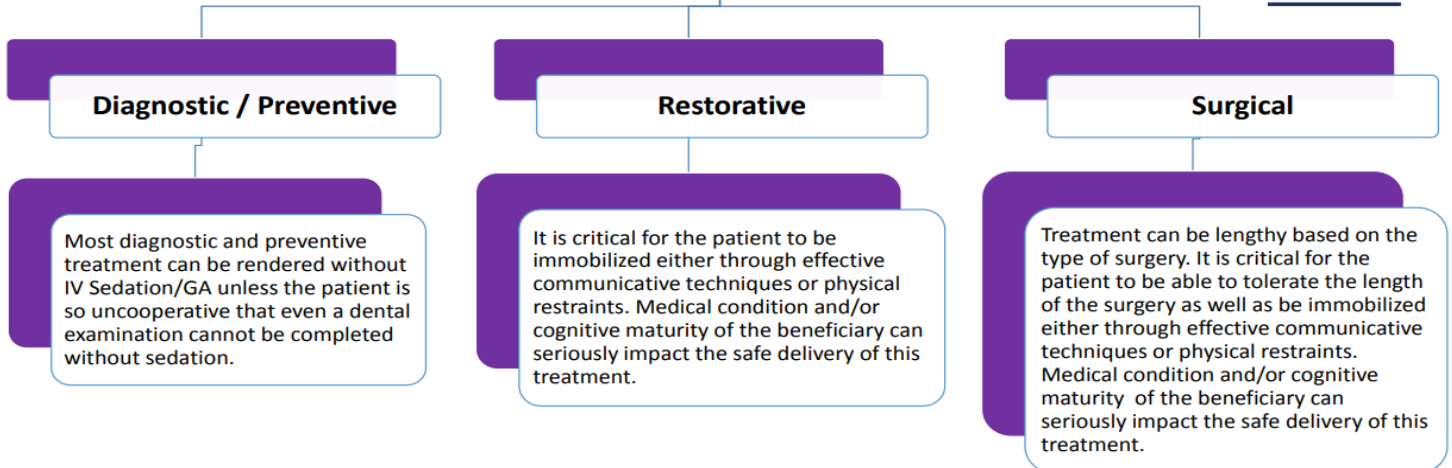 Diagnostic / Preventive
Most diagnostic and preventive
treatment can be rendered without
IV Sedation/GA unless the patient is
so uncooperative that even a dental
examination cannot be completed
without sedation.
Restorative
It is critical for the patient to be
immobilized either through effective
communicative techniques or physical
restraints. Medical condition and/or
cognitive maturity of the beneficiary can
seriously impact the safe delivery of this
treatment.
Surgical
Treatment can be lengthy based on the
type of surgery. It is critical for the
patient to be able to tolerate the length
of the surgery as well as be immobilized
either through effective communicative
techniques or physical restraints.
Medical condition and/or cognitive
maturity of the beneficiary can
seriously impact the safe delivery of this
treatment.